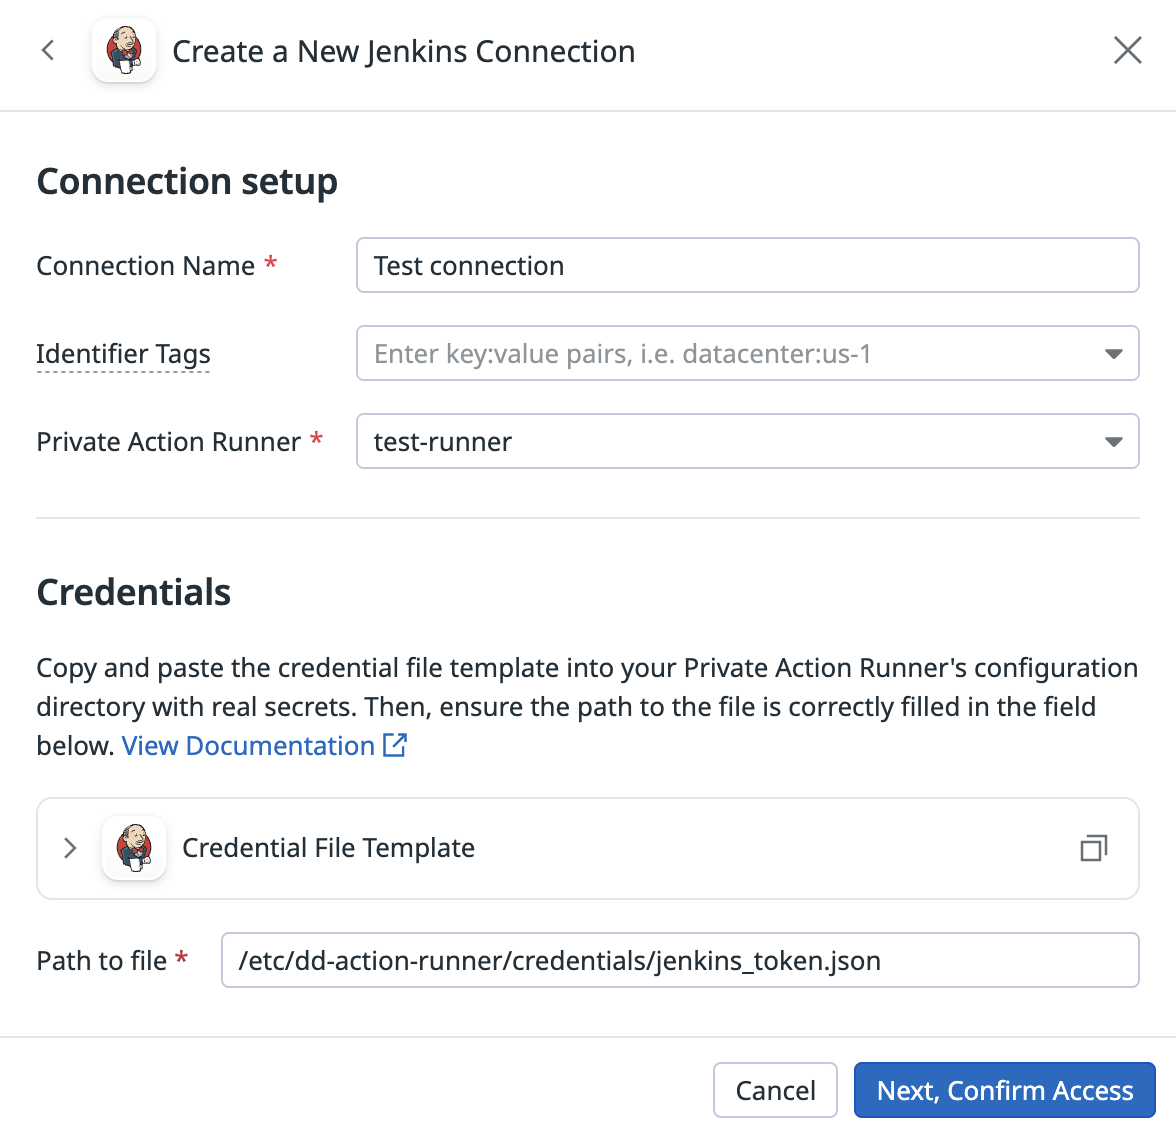 Create a New Jenkins Connection
Connection setup
Connection Name *
Test connection
Identifier Tags
Enter key:value pairs, i.e. datacenter:us-1
Private Action Runner *
test-runner
Credentials
Copy and paste the credential file template into your Private Action Runner's configuration
directory with real secrets. Then, ensure the path to the file is correctly filled in the field
below. View Documentation
Credential File Template
Path to file *
/etc/dd-action-runner/credentials/jenkins_token.json
Cancel
Next, Confirm Access